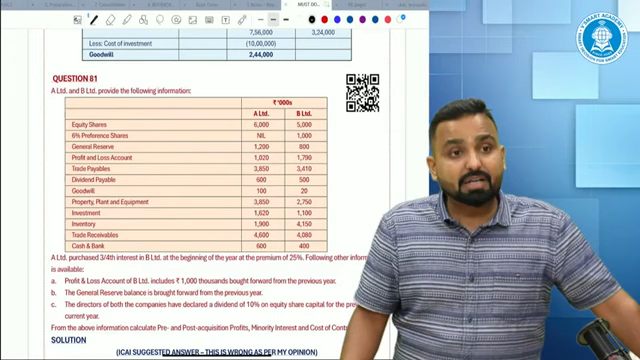 7,56,000 3,24,000
Less: Cost of investment (10,00,000)
Goodwill 2,44,000
QUESTION 81
A Ltd. and B Ltd. provide the following information:
₹ '000s
A Ltd. B Ltd.
Equity Shares 6,000 5,000
6% Preference Shares NIL 1,000
General Reserve 1,200 800
Profit and Loss Account 1,020 1,790
Trade Payables 3,850 3,410
Dividend Payable 600 500
Goodwill 100 20
Property, Plant and Equipment 3,850 2,750
Investment 1,620 1,100
Inventory 1,900 4,150
Trade Receivables 4,600 4,080
Cash & Bank 600 400
A Ltd. purchased 3/4th interest in B Ltd. at the beginning of the year at the premium of 25%. Following other
is available:
a. Profit & Loss Account of B Ltd. includes ₹ 1,000 thousands bought forward from the previous year.
b. The General Reserve balance is brought forward from the previous year.
c. The directors of both the companies have declared a dividend of 10% on equity share capital for the
current year.
From the above information calculate Pre- and Post-acquisition Profits, Minority Interest and Cost of
SOLUTION
(ICAI SUGGESTED ANSWER – THIS IS WRONG AS PER MY OPINION)
SMART ACADEMY